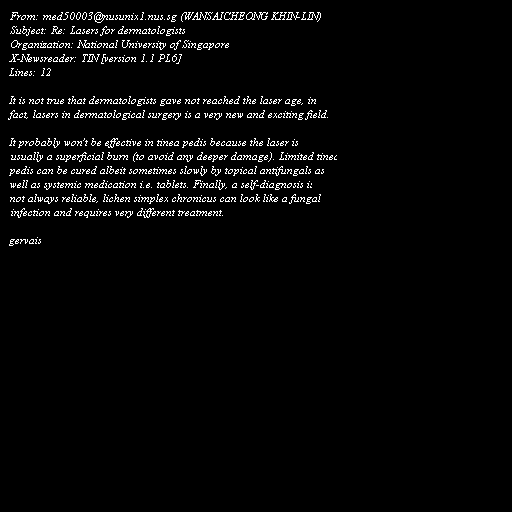 From: med50003@nusunix1.nus.sg (WANSAICHEONG KHIN-LIN)
Subject: Re: Lasers for dermatologists
Organization: National University of Singapore
X-Newsreader: TIN [version 1.1 PL6]
Lines: 12

It is not true that dermatologists gave not reached the laser age, in
fact, lasers in dermatological surgery is a very new and exciting field.

It probably won't be effective in tinea pedis because the laser is
usually a superficial burn (to avoid any deeper damage). Limited
pedis can be cured albeit sometimes slowly by topical antifungals as
well as systemic medication i.e. tablets. Finally, a self-diagnosis
not always reliable, lichen simplex chronicus can look like a fungal
infection and requires very different treatment.

gervais